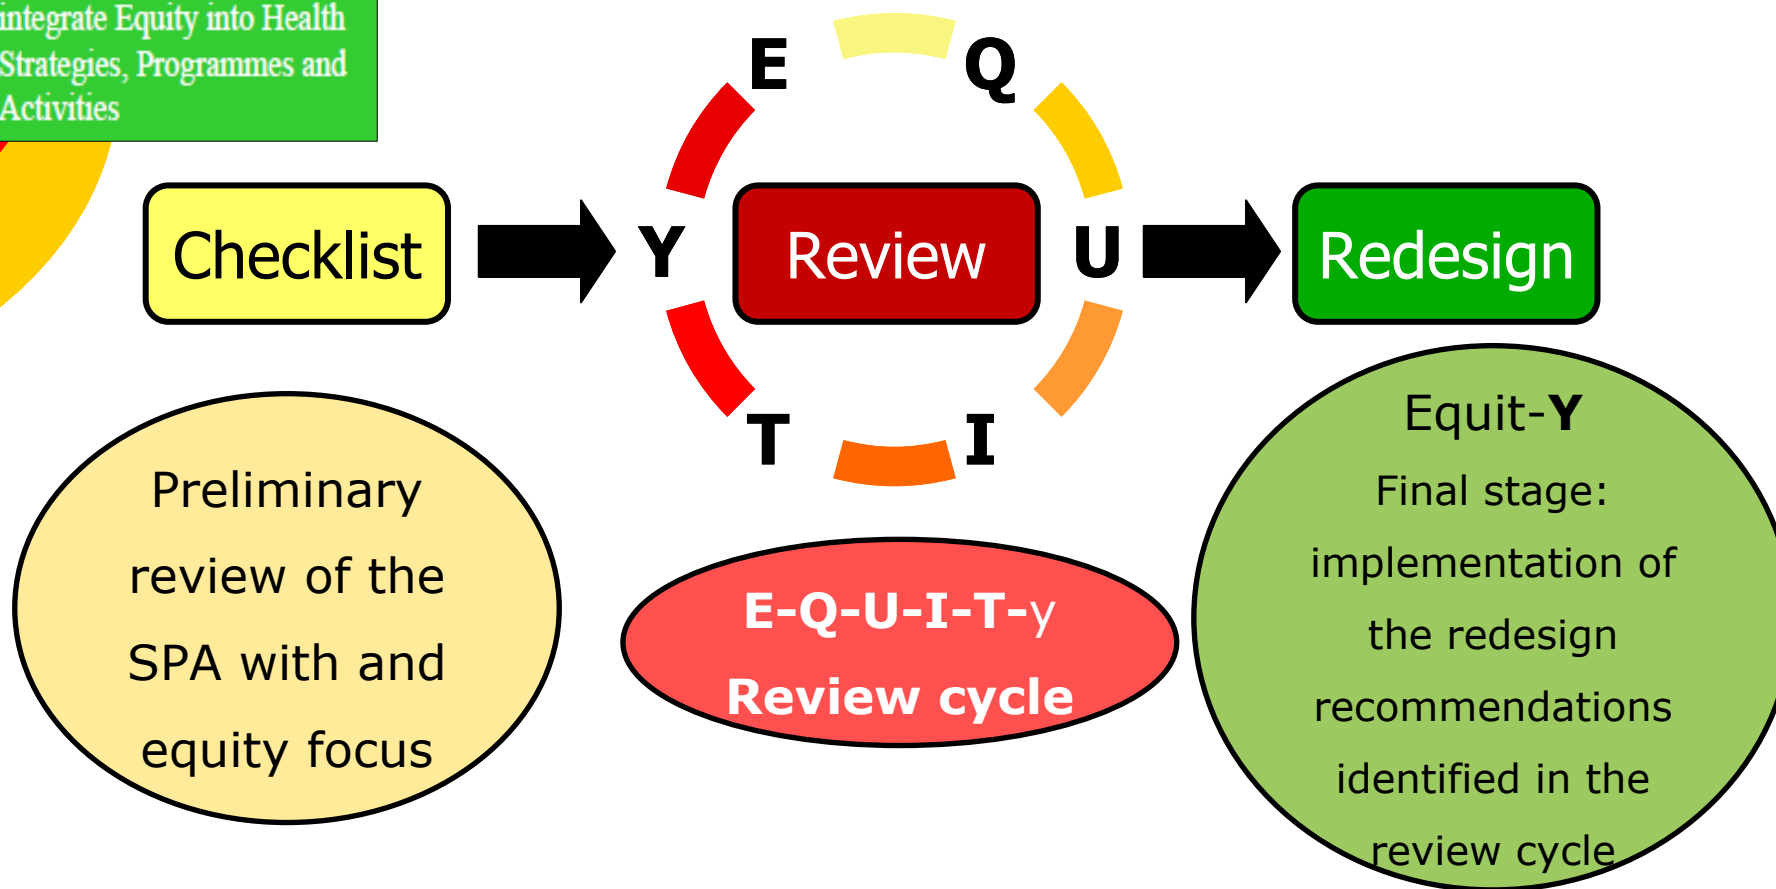 integrate Equity into Health
Strategies, Programmes and
Activities
E
Q
Checklist
Y
Review
U
Redesign
T
I
Preliminary
review of the
SPA with and
equity focus
E-Q-U-I-T-y
Review cycle
Equit-Y
Final stage:
implementation of
the redesign
recommendations
identified in the
review cycle